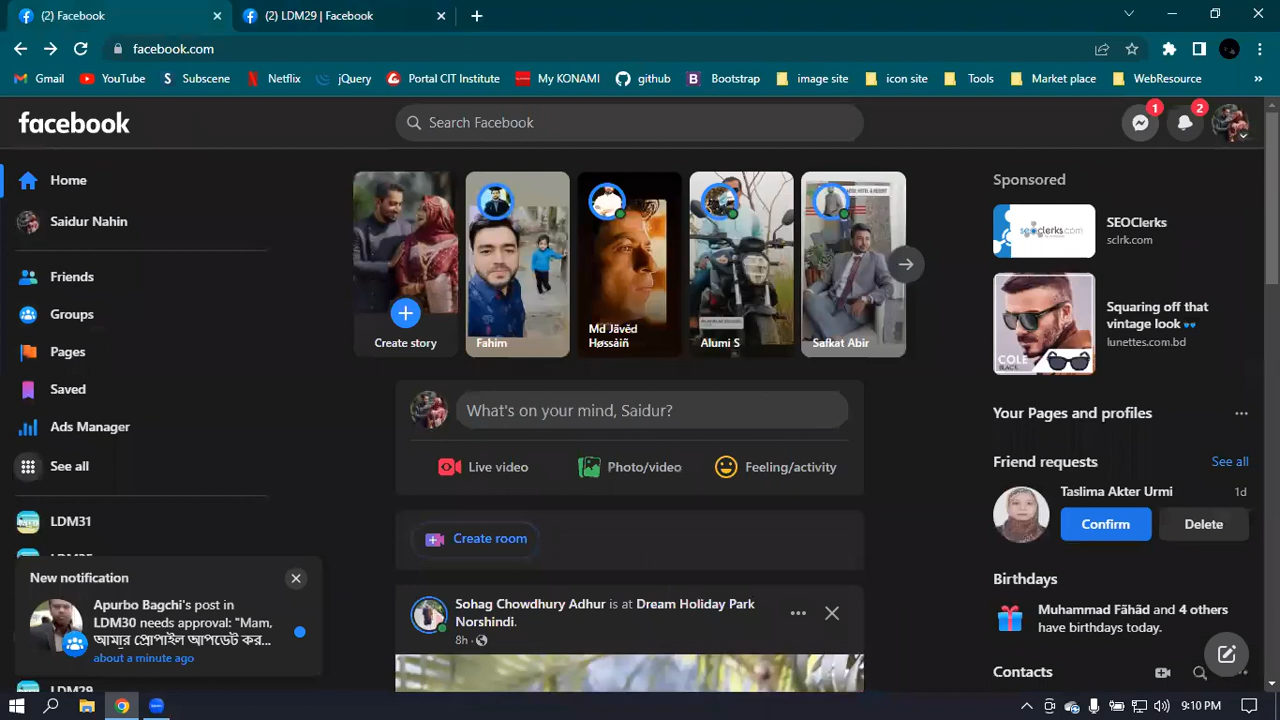 (2) Facebook
(2) LDM29 | Facebook
facebook.com
Gmail
YouTube
Subscene
Netflix
jQuery
Portal CIT Institute
My KONAMI
github
Bootstrap
image site
icon site
Tools
Market place
WebResource
facebook
Search Facebook
1
2
Home
Saidur Nahin
Friends
Groups
Pages
Saved
Ads Manager
See all
LDM31
New notification
Apurbo Bagchi's post in
LDM30 needs approval: "Mam,
আমার প্রোপাইল আপডেট কর...
about a minute ago
LDM29
Create story
Fahim
Md Jāvēd
Høssàiñ
Alumi S
Safkat Abir
What's on your mind, Saidur?
Live video
Photo/video
Feeling/activity
Create room
Sohag Chowdhury Adhur is at Dream Holiday Park
Norshindi.
8h
Sponsored
seoclerks.com
SEOClerks
sclrk.com
COLE
Squaring off that
vintage look
lunettes.com.bd
Your Pages and profiles
Friend requests
See all
Taslima Akter Urmi
1d
Confirm
Delete
Birthdays
Muhammad Fāhād and 4 others
have birthdays today.
Contacts
9:10 PM